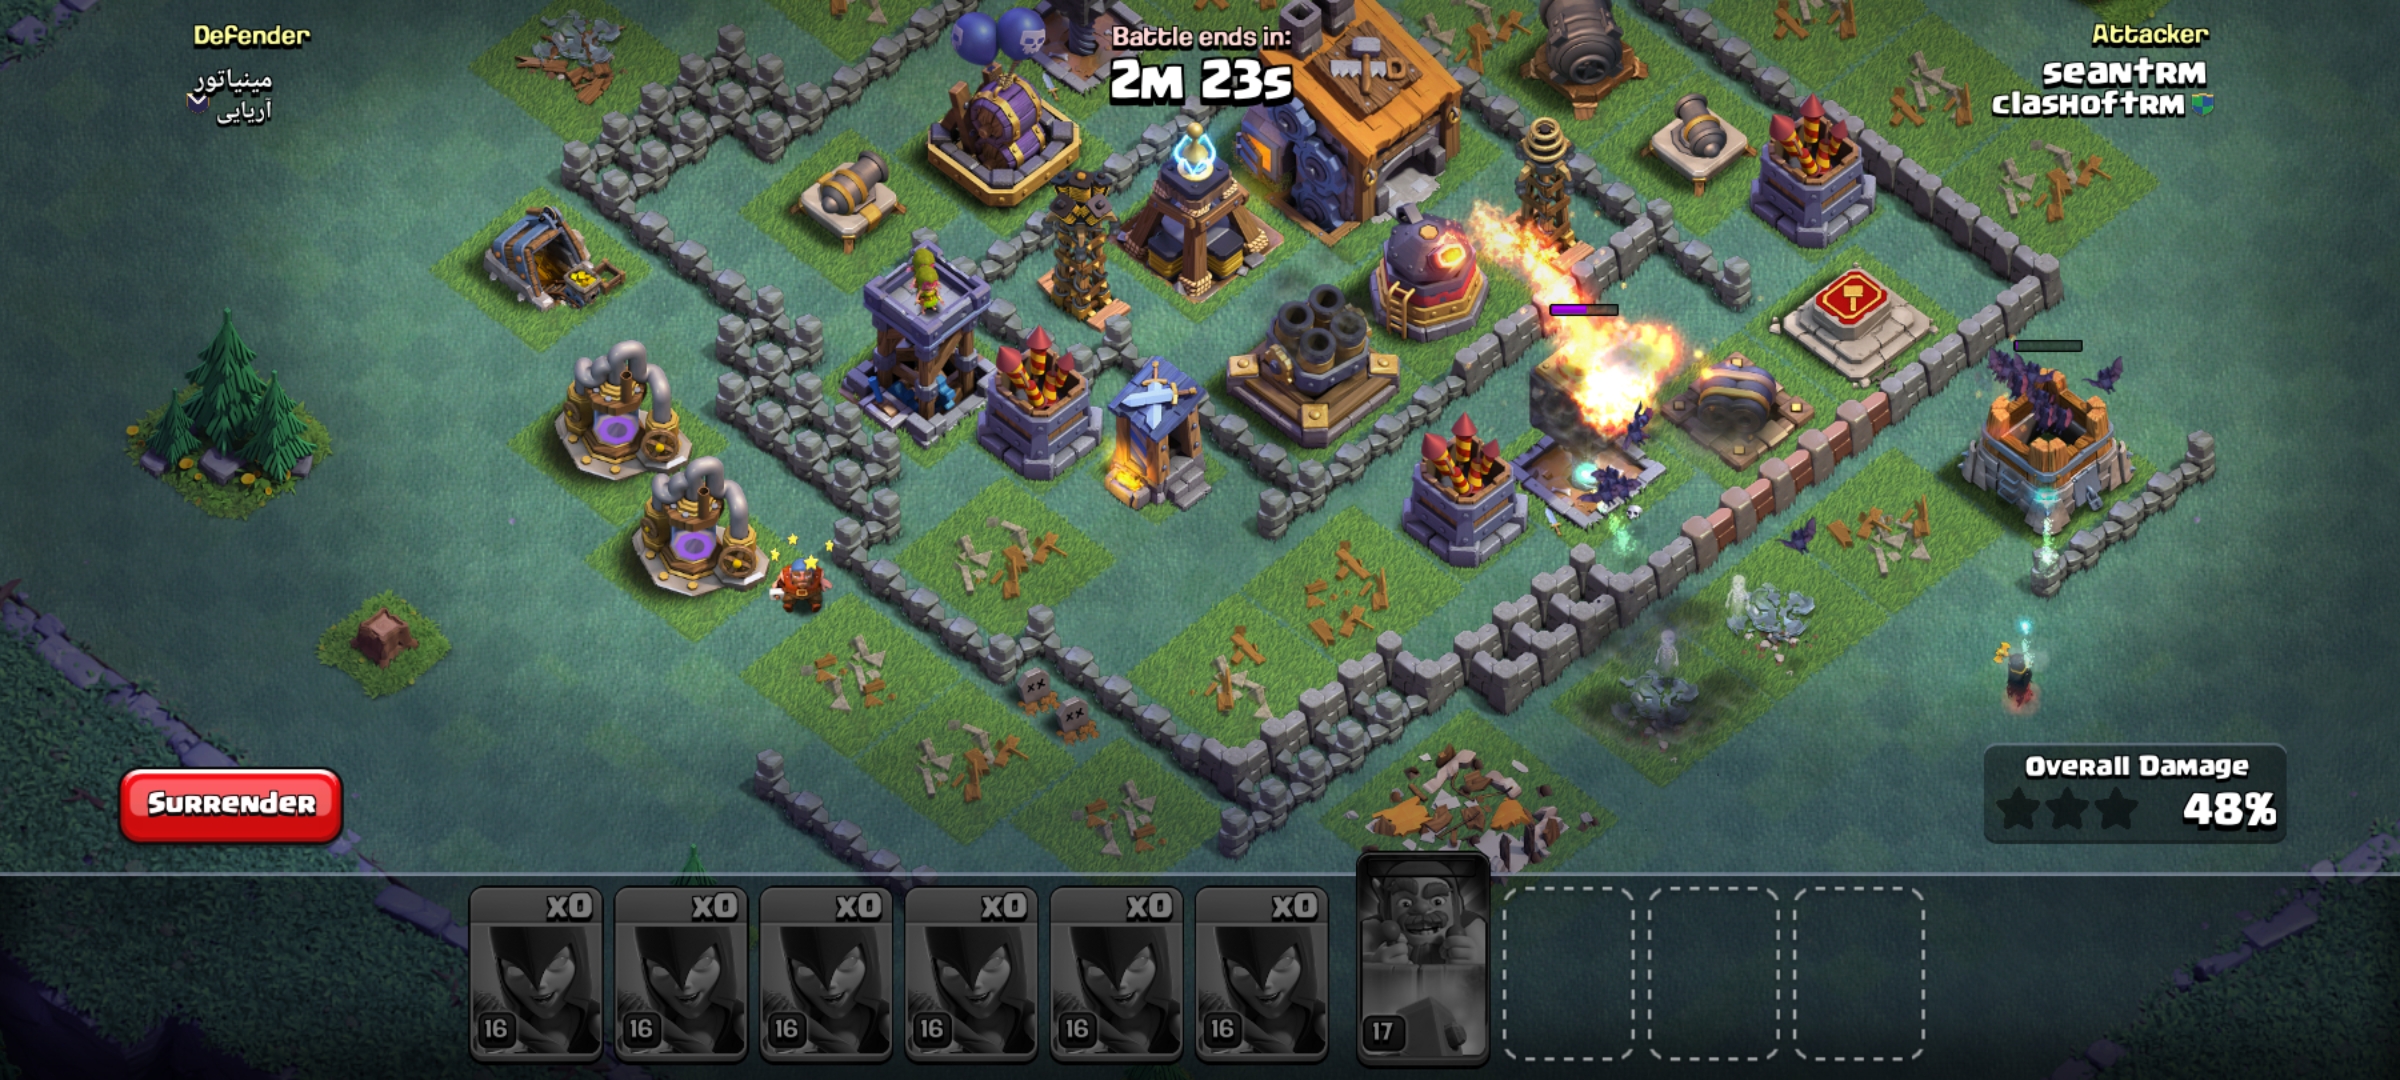 Defender
مینیاتور
آریایی
Battle ends in:
2M 23s
Attacker
seantRM
clashoftRM
Surrender
Overall Damage
48%
x0
x0
x0
x0
x0
x0
16
16
16
16
16
16
17